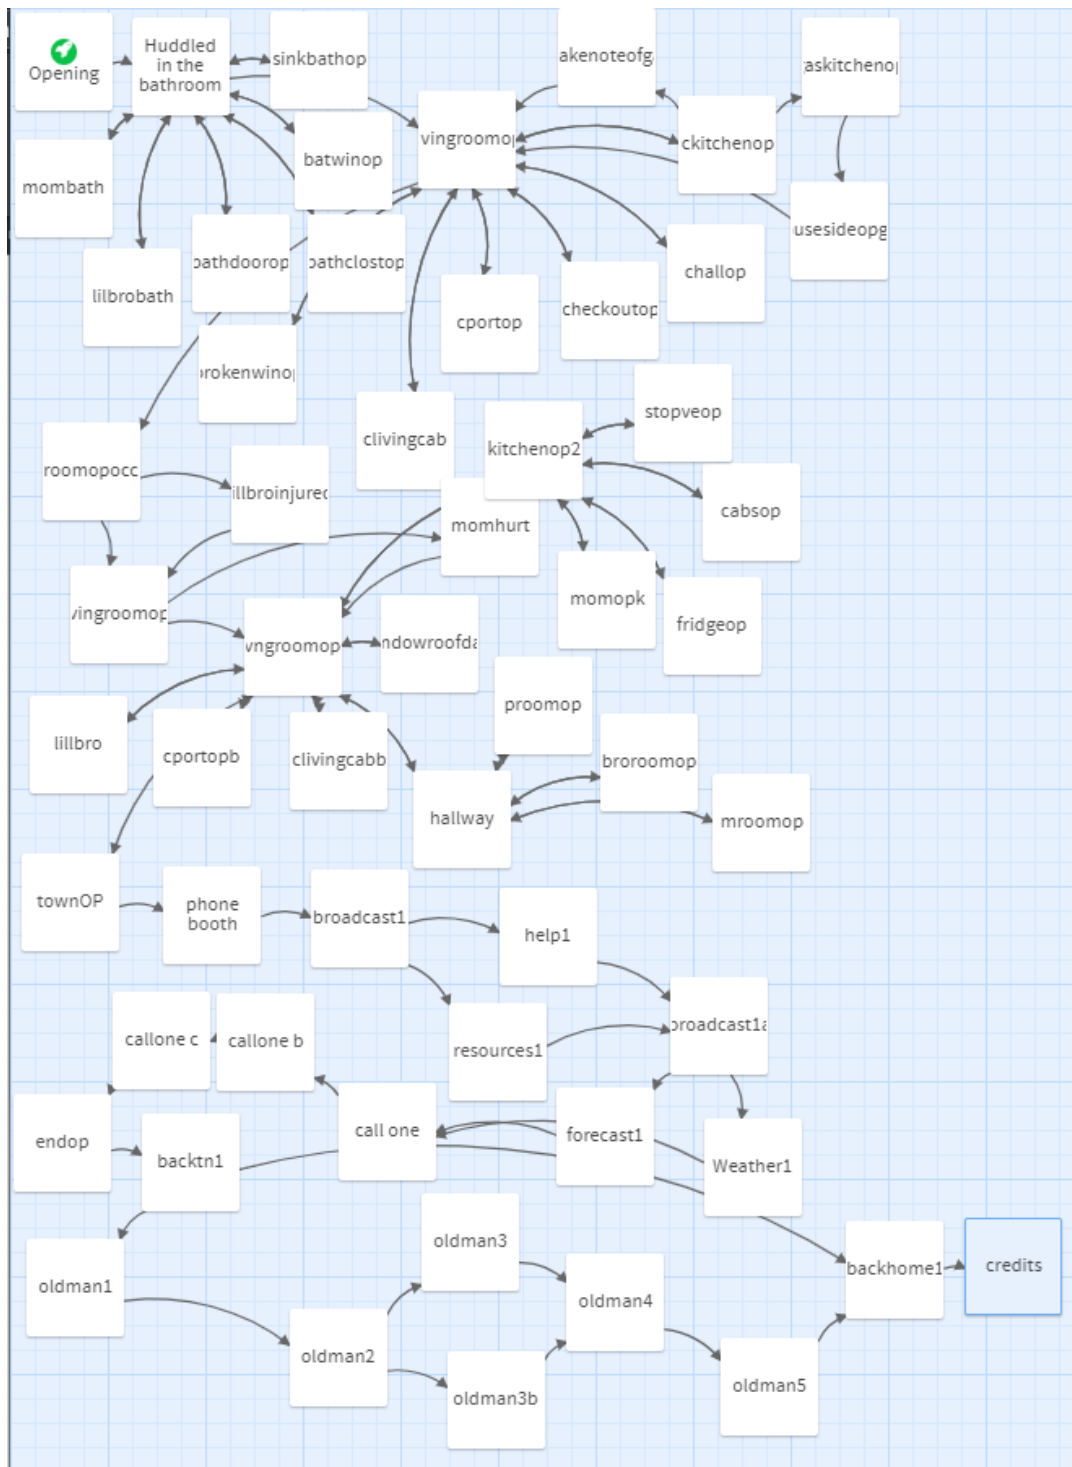 Opening
Huddled
in the
bathroom
sinkbathop
akenoteofg
askitchenop
vingroomop
ckitchenop
batwinop
mombath
usesideopg
bathdoorop
bathclostop
challop
lilbrobath
cportop
checkoutop
brokenwinop
clivingcab
stopveop
kitchenop2
roomopocc
illbroinjured
cabsop
momhurt
momopk
vingroomop
fridgeop
vngroomop
ndowroofda
proomop
lillbro
cportopb
clivingcabb
broroomop
hallway
mroomop
townOP
phone
booth
broadcast1
help1
broadcast1a
callone c
callone b
resources1
call one
forecast1
endop
backtn1
Weather1
oldman3
backhome1
credits
oldman1
oldman4
oldman2
oldman5
oldman3b